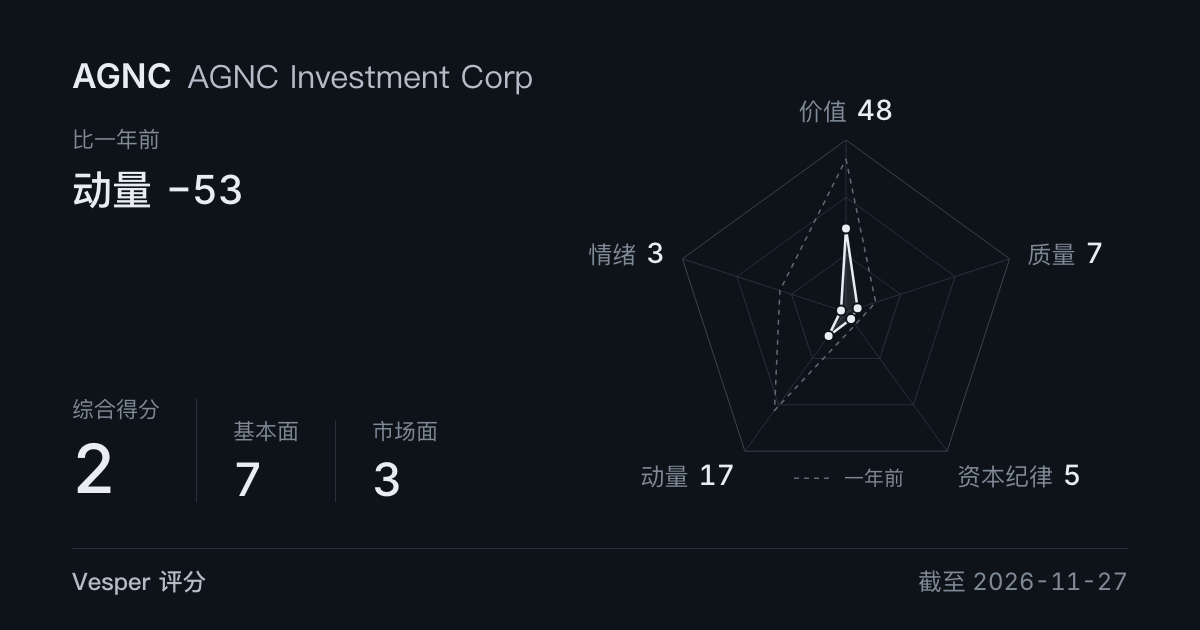 AGNC AGNC Investment Corp
比一年前
动量 −53
价值 48
情绪 3
质量 7
动量 17
---- 一年前
资本纪律 5
综合得分
2
基本面
7
市场面
3
Vesper 评分
截至 2026-11-27